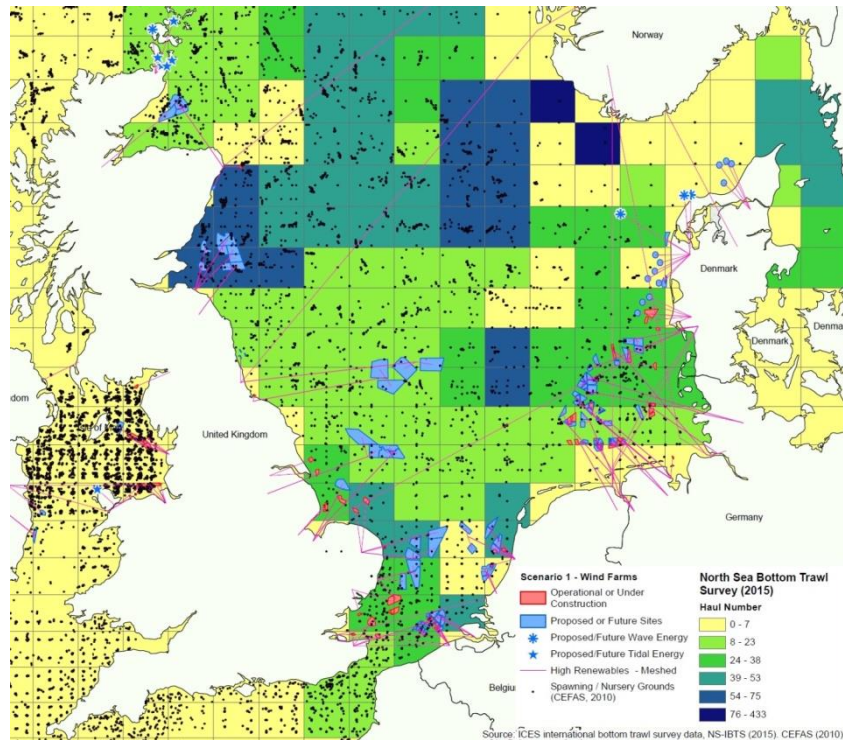 Norway
Denmark
Denma
dom
United Kingdom
Germany
Belgiu
Scenario 1 - Wind Farms
Operational or Under
Construction
Proposed or Future Sites
Proposed/Future Wave Energy
Proposed/Future Tidal Energy
High Renewables - Meshed
Spawning / Nursery Grounds
(CEFAS, 2010)
North Sea Bottom Trawl
Survey (2015)
Haul Number
0 - 7
8 - 23
24 - 38
39 - 53
54 - 75
76 - 433
Source: ICES international bottom trawl survey data, NS-IBTS (2015). CEFAS (2010)